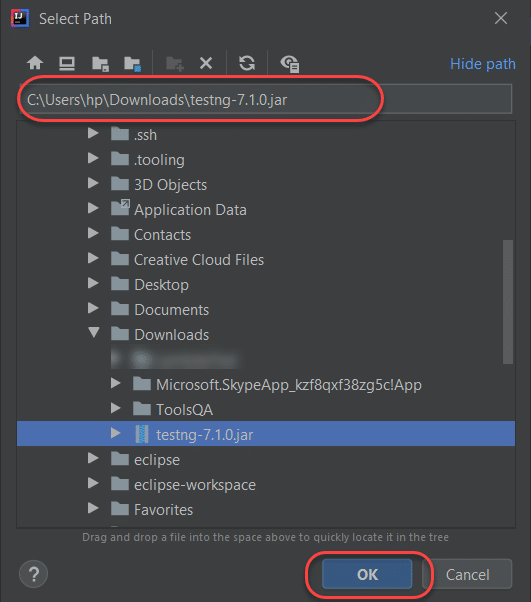 Select Path
Hide path
C:\Users\hp\Downloads\testng-7.1.0.jar
.ssh
.tooling
3D Objects
Application Data
Contacts
Creative Cloud Files
Desktop
Documents
Downloads
Microsoft.SkypeApp_kzf8qxf38zg5c!App
ToolsQA
testng-7.1.0.jar
eclipse
eclipse-workspace
Favorites
Drag and drop a file into the space above to quickly locate it in the tree
? OK Cancel